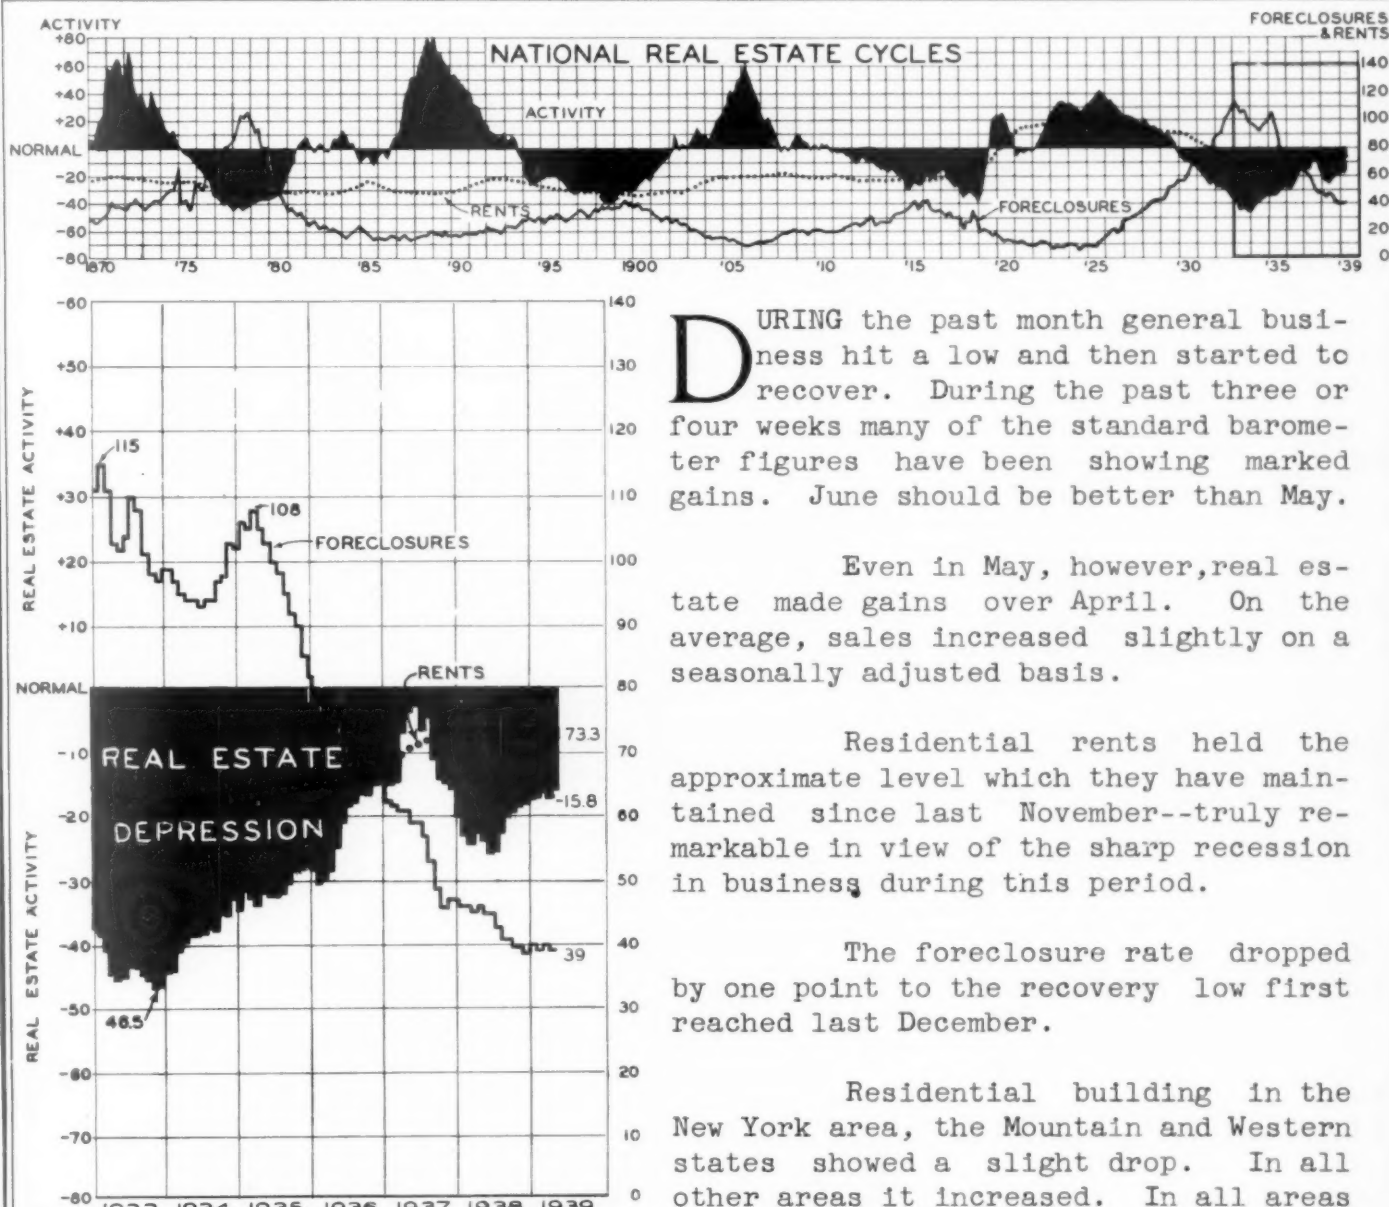 ACTIVITY
FORECLOSURES
& RENTS
NATIONAL REAL ESTATE CYCLES
+80
+60
+40
+20
NORMAL
-20
-40
-60
-80
140
120
100
80
60
40
20
0
ACTIVITY
RENTS
FORECLOSURES
1870 '75 '80 '85 '90 '95 1900 '05 '10 '15 '20 '25 '30 '35 '39
-60
+50
+40
+30
+20
+10
NORMAL
-10
-20
-30
-40
-50
-60
-70
-80
REAL ESTATE ACTIVITY
REAL ESTATE ACTIVITY
140
130
120
110
100
90
80
70
60
50
40
30
20
10
0
115
108
FORECLOSURES
RENTS
73.3
-15.8
REAL ESTATE
DEPRESSION
39
46.5
1933 1934 1935 1936 1937 1938 1939
DURING the past month general busi-
ness hit a low and then started to
recover. During the past three or
four weeks many of the standard barome-
ter figures have been showing marked
gains. June should be better than May.
Even in May, however,real es-
tate made gains over April. On the
average, sales increased slightly on a
seasonally adjusted basis.
Residential rents held the
approximate level which they have main-
tained since last November--truly re-
markable in view of the sharp recession
in business during this period.
The foreclosure rate dropped
by one point to the recovery low first
reached last December.
Residential building in the
New York area, the Mountain and Western
states showed a slight drop. In all
other areas it increased. In all areas